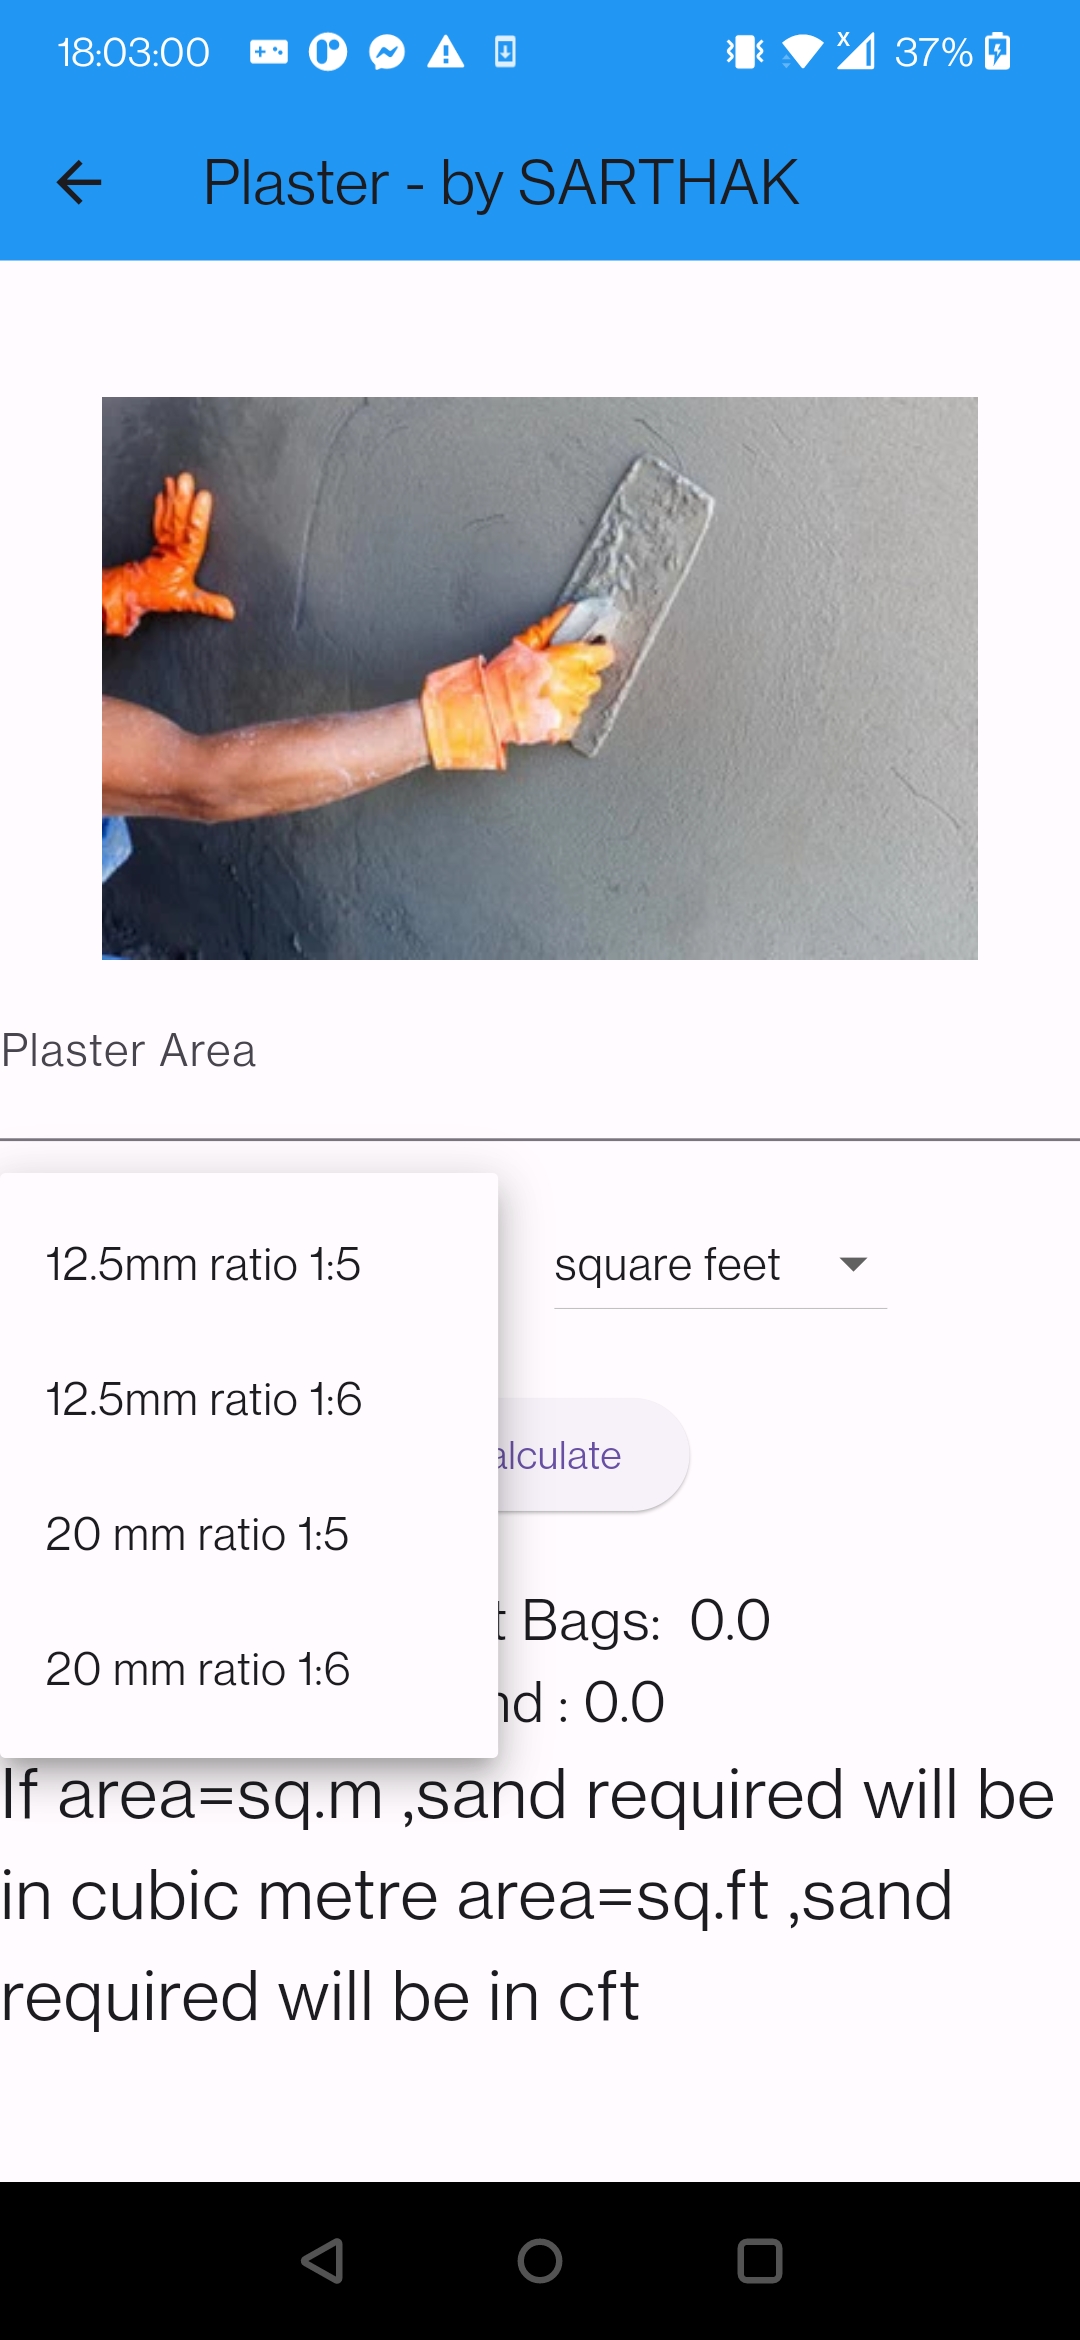 18:03:00 37%
Plaster - by SARTHAK
Plaster Area
12.5mm ratio 1:5
square feet
12.5mm ratio 1:6
alculate
20 mm ratio 1:5
t Bags: 0.0
20 mm ratio 1:6
nd : 0.0
If area=sq.m ,sand required will be
in cubic metre area=sq.ft ,sand
required will be in cft